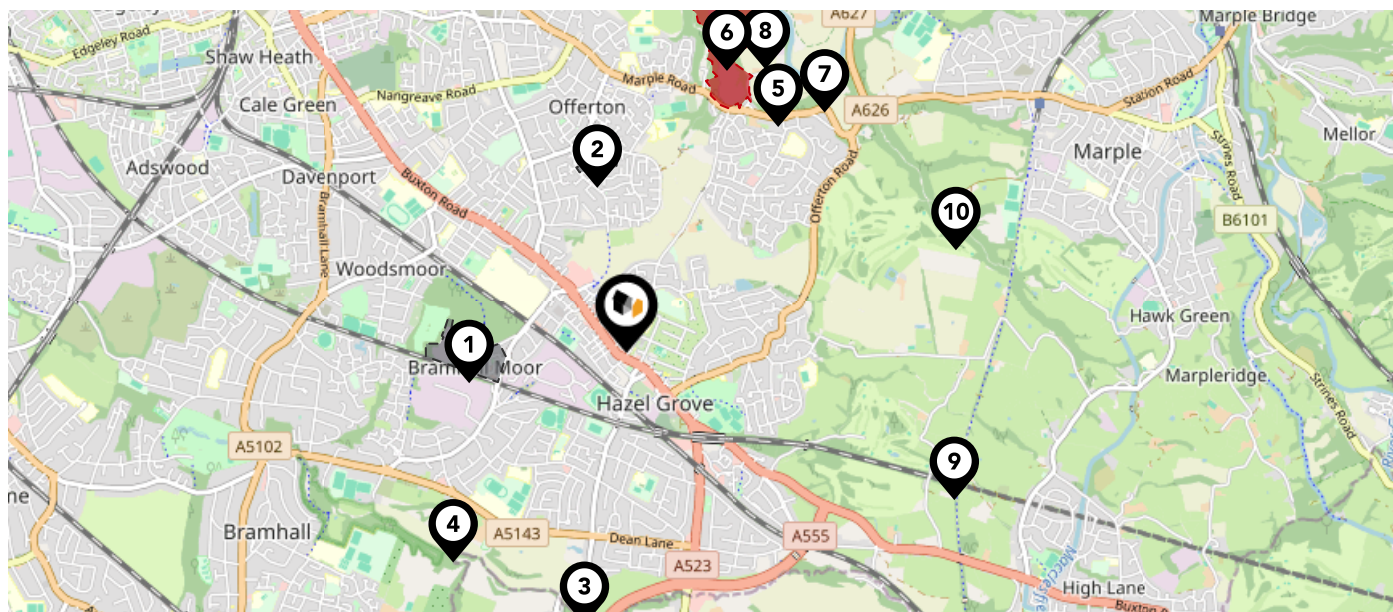 Edgeley Road
Shaw Heath
Cale Green
Nangreave Road
Adswood
Davenport
Bramhall Lane
Buxton Road
Woodsmoor
Marple Road
Offerton
2
6
8
5
7
A627
A626
Offerton Road
Marple Bridge
Station Road
Strines Road
Marple
Mellor
B6101
10
Hawk Green
Marpleridge
Strines Road
1
Hazel Grove
A5102
Bramhall
4
A5143
Dean Lane
3
A523
A555
9
High Lane